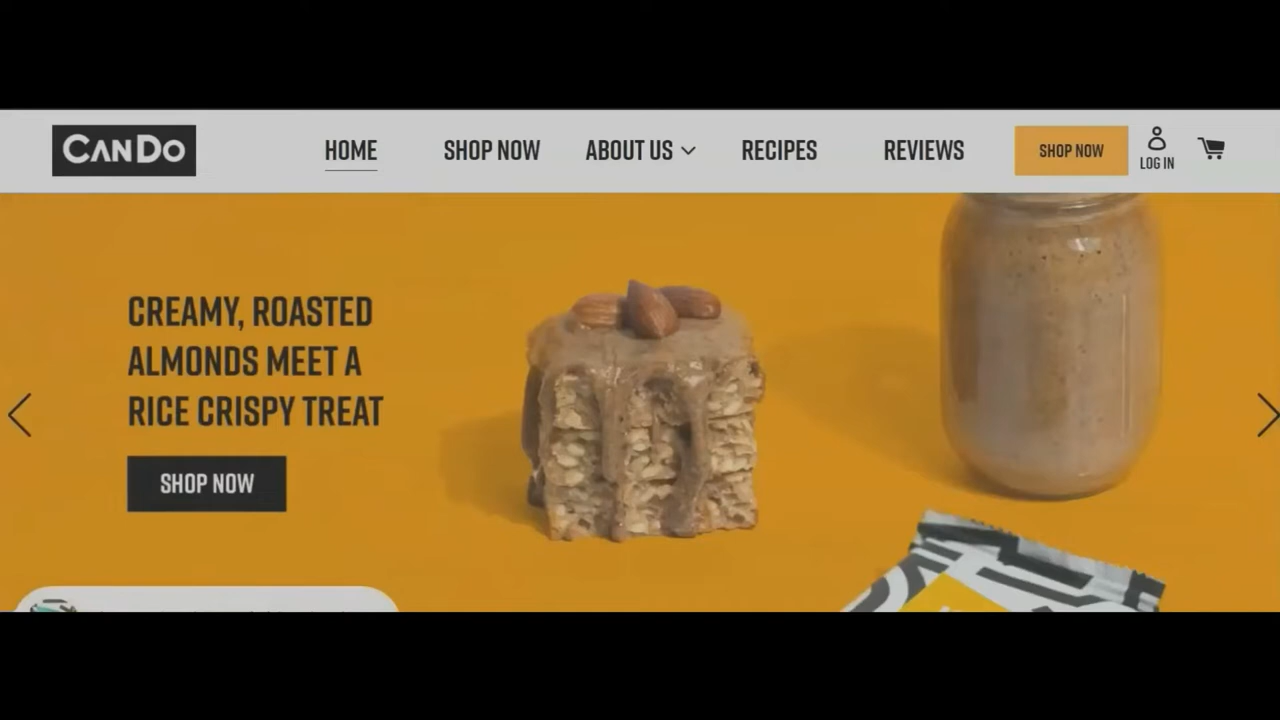 CANDO
HOME SHOP NOW ABOUT US RECIPES REVIEWS SHOP NOW LOG IN
CREAMY, ROASTED
ALMONDS MEET A
RICE CRISPY TREAT
SHOP NOW